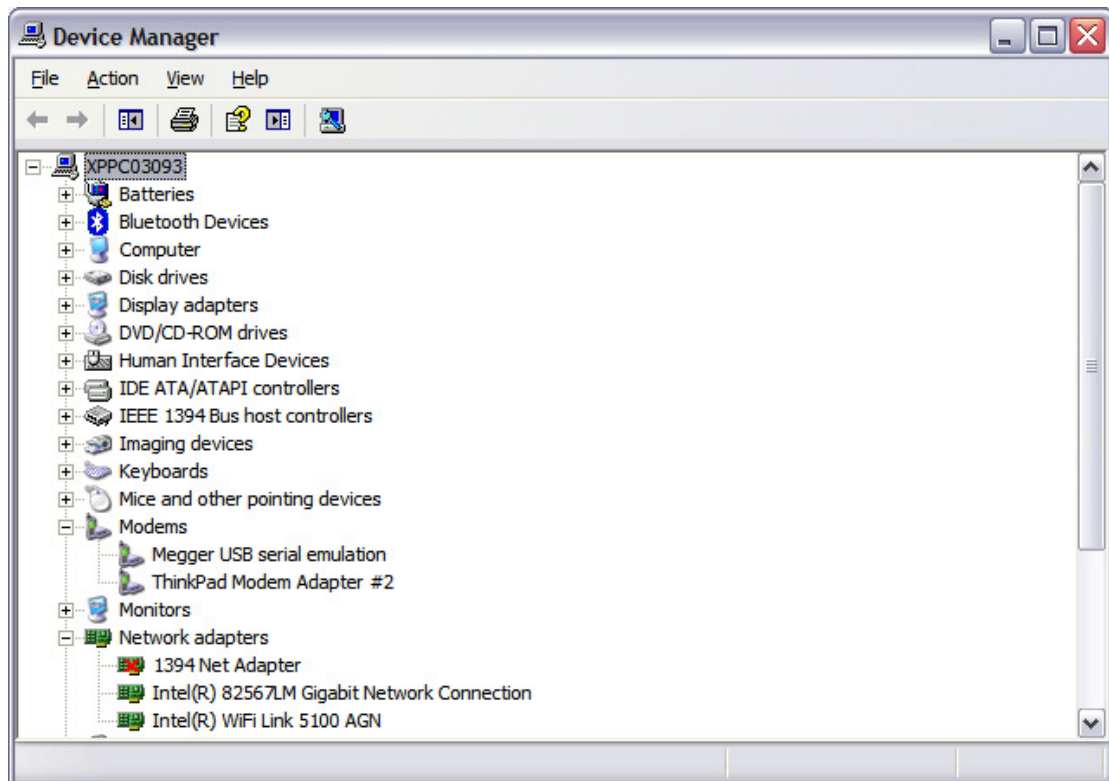 Device Manager
File Action View Help
XPPC03093
Batteries
Bluetooth Devices
Computer
Disk drives
Display adapters
DVD/CD-ROM drives
Human Interface Devices
IDE ATA/ATAPI controllers
IEEE 1394 Bus host controllers
Imaging devices
Keyboards
Mice and other pointing devices
Modems
Megger USB serial emulation
ThinkPad Modem Adapter #2
Monitors
Network adapters
1394 Net Adapter
Intel(R) 82567LM Gigabit Network Connection
Intel(R) WiFi Link 5100 AGN